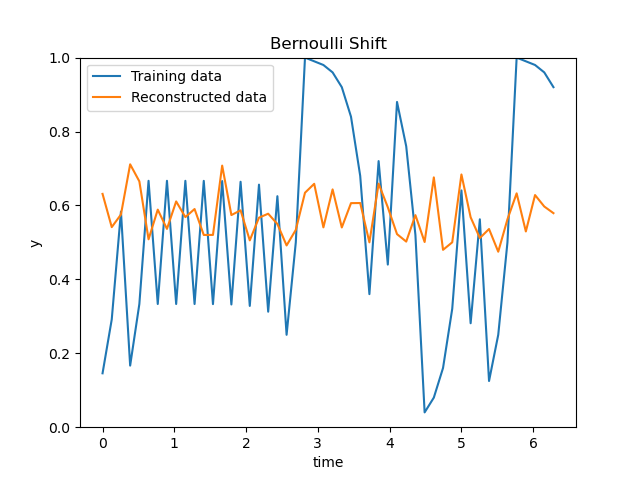 Bernoulli Shift
Training data
Reconstructed data
1.0
0.8
0.6
0.4
0.2
0.0
y
0 1 2 3 4 5 6
time